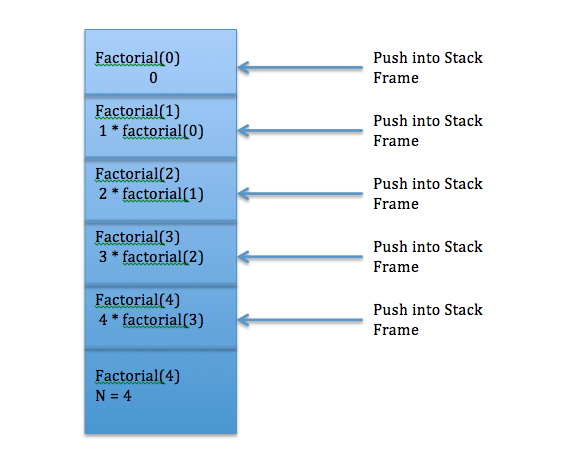 Factorial(0)
0
Push into Stack
Frame
Factorial(1)
1 * factorial(0)
Push into Stack
Frame
Factorial(2)
2 * factorial(1)
Push into Stack
Frame
Factorial(3)
3 * factorial(2)
Push into Stack
Frame
Factorial(4)
4 * factorial(3)
Push into Stack
Frame
Factorial(4)
N = 4